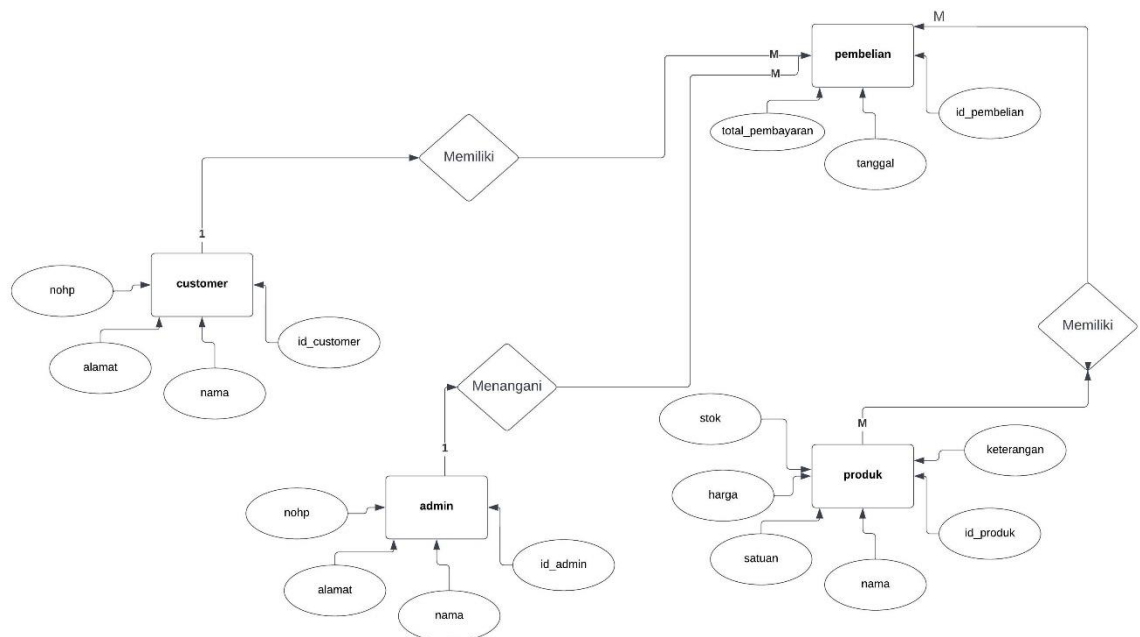 M
M
pembelian
M
id_pembelian
total_pembayaran
tanggal
Memiliki
1
nohp
customer
id_customer
alamat
nama
Memiliki
Menangani
stok
M
keterangan
1
produk
harga
nohp
admin
id_produk
satuan
id_admin
nama
alamat
nama